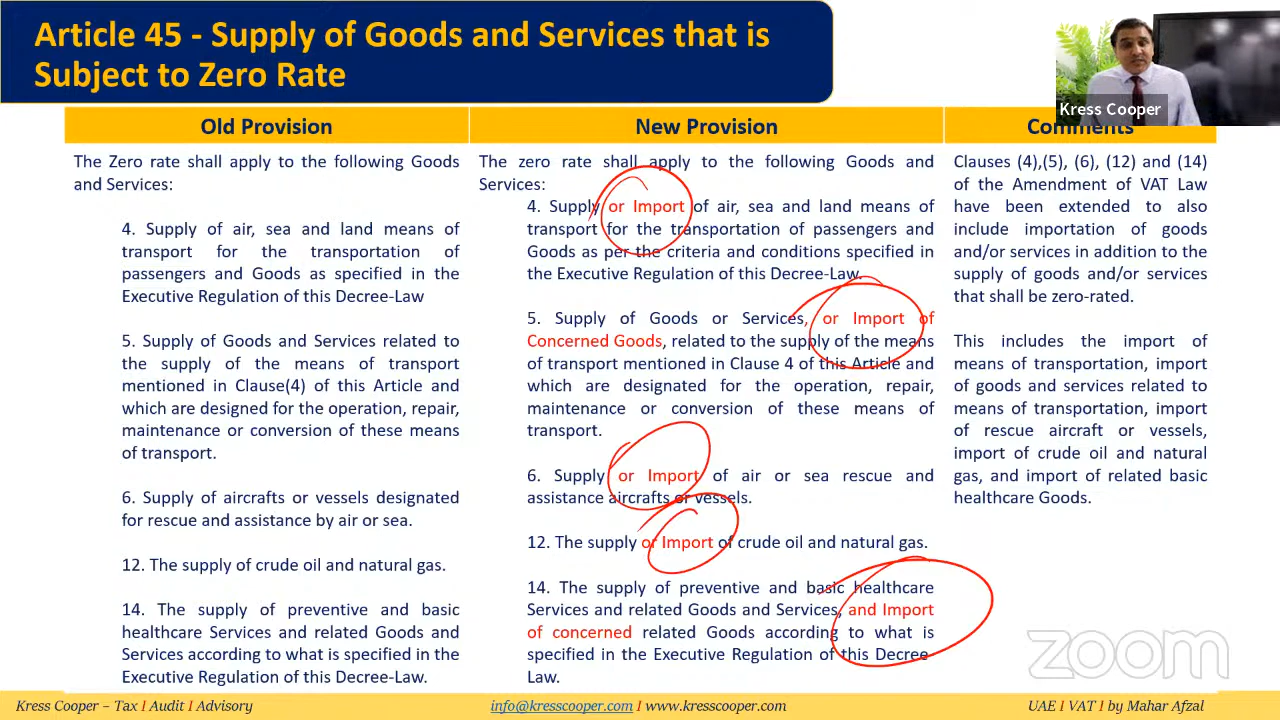 Article 45 - Supply of Goods and Services that is
Subject to Zero Rate
Kress Cooper
Old Provision
The Zero rate shall apply to the following Goods
and Services:
4. Supply of air, sea and land means of
transport for the transportation of
passengers and Goods as specified in the
Executive Regulation of this Decree-Law
5. Supply of Goods and Services related to
the supply of the means of transport
mentioned in Clause(4) of this Article and
which are designed for the operation, repair,
maintenance or conversion of these means
of transport.
6. Supply of aircrafts or vessels designated
for rescue and assistance by air or sea.
12. The supply of crude oil and natural gas.
14. The supply of preventive and basic
healthcare Services and related Goods and
Services according to what is specified in the
Executive Regulation of this Decree-Law.
New Provision
The zero rate shall apply to the following Goods and
Services:
4. Supply or Import of air, sea and land means of
transport for the transportation of passengers and
Goods as per the criteria and conditions specified in
the Executive Regulation of this Decree-Law.
5. Supply of Goods or Services, or Import of
Concerned Goods, related to the supply of the means
of transport mentioned in Clause 4 of this Article and
which are designated for the operation, repair,
maintenance or conversion of these means of
transport.
6. Supply or Import of air or sea rescue and
assistance aircrafts or vessels.
12. The supply or Import of crude oil and natural gas.
14. The supply of preventive and basic healthcare
Services and related Goods and Services, and Import
of concerned related Goods according to what is
specified in the Executive Regulation of this Decree-
Law.
Comments
Clauses (4),(5), (6), (12) and (14)
of the Amendment of VAT Law
have been extended to also
include importation of goods
and/or services in addition to the
supply of goods and/or services
that shall be zero-rated.
This includes the import of
means of transportation, import
of goods and services related to
means of transportation, import
of rescue aircraft or vessels,
import of crude oil and natural
gas, and import of related basic
healthcare Goods.
zoom
Kress Cooper – Tax I Audit I Advisory
info@kresscooper.com I www.kresscooper.com
UAE I VAT I by Mahar Afzal